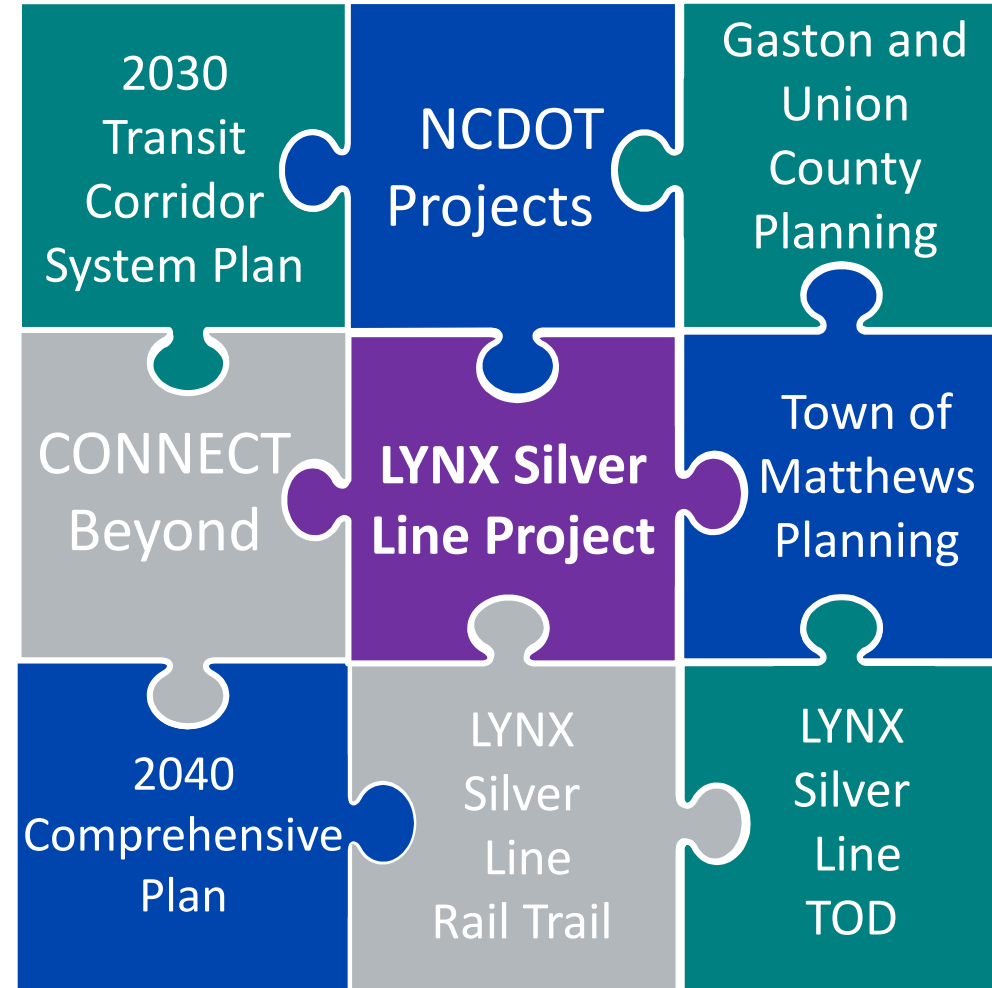 2030
Transit
Corridor
System Plan
NCDOT
Projects
Gaston and
Union
County
Planning
CONNECT
Beyond
LYNX Silver
Line Project
Town of
Matthews
Planning
2040
Comprehensive
Plan
LYNX
Silver
Line
Rail Trail
LYNX
Silver
Line
TOD